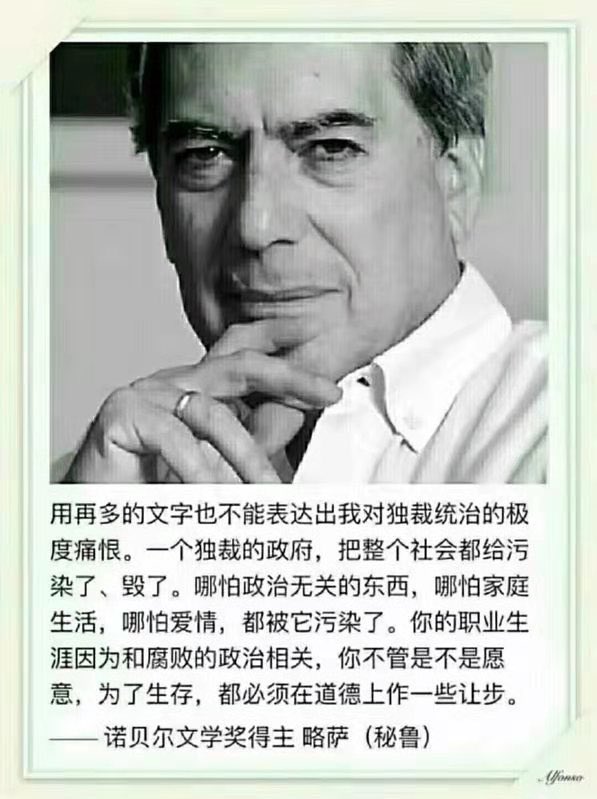 用再多的文字也不能表达出我对独裁统治的极
度痛恨。一个独裁的政府，把整个社会都给污
染了、毁了。哪怕政治无关的东西，哪怕家庭
生活，哪怕爱情，都被它污染了。你的职业生
涯因为和腐败的政治相关，你不管是不是愿
意，为了生存，都必须在道德上作一些让步。
—— 诺贝尔文学奖得主 略萨（秘鲁）
Alfonso